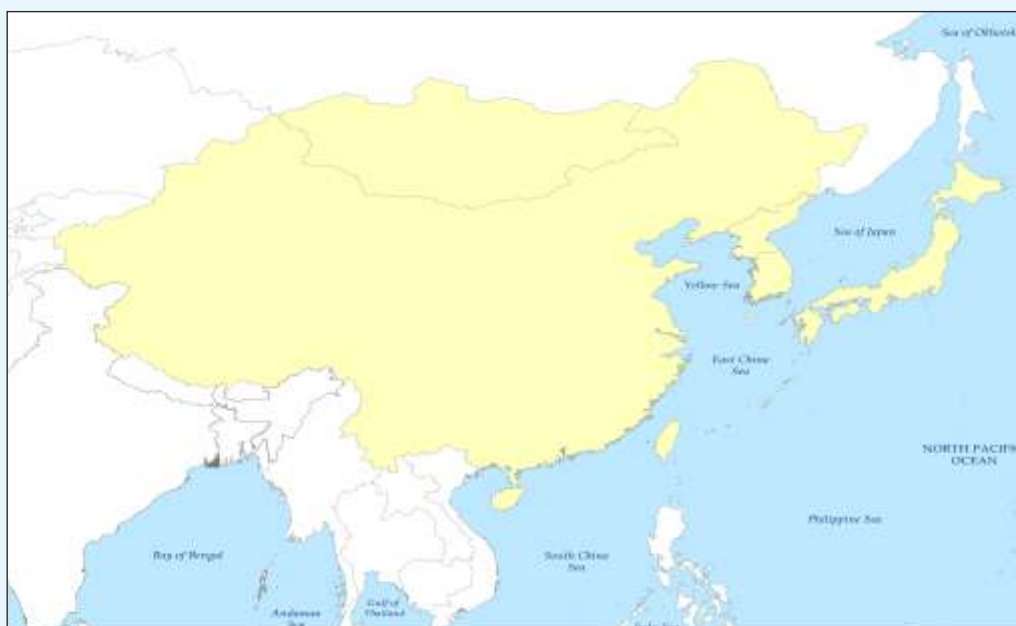 Sea of Okhotsk
Sea of Japan
Yellow Sea
East China
Sea
NORTH PACIFIC
OCEAN
Philippine Sea
Bay of Bengal
South China
Sea
Gulf of
Thailand
Andaman
Sea